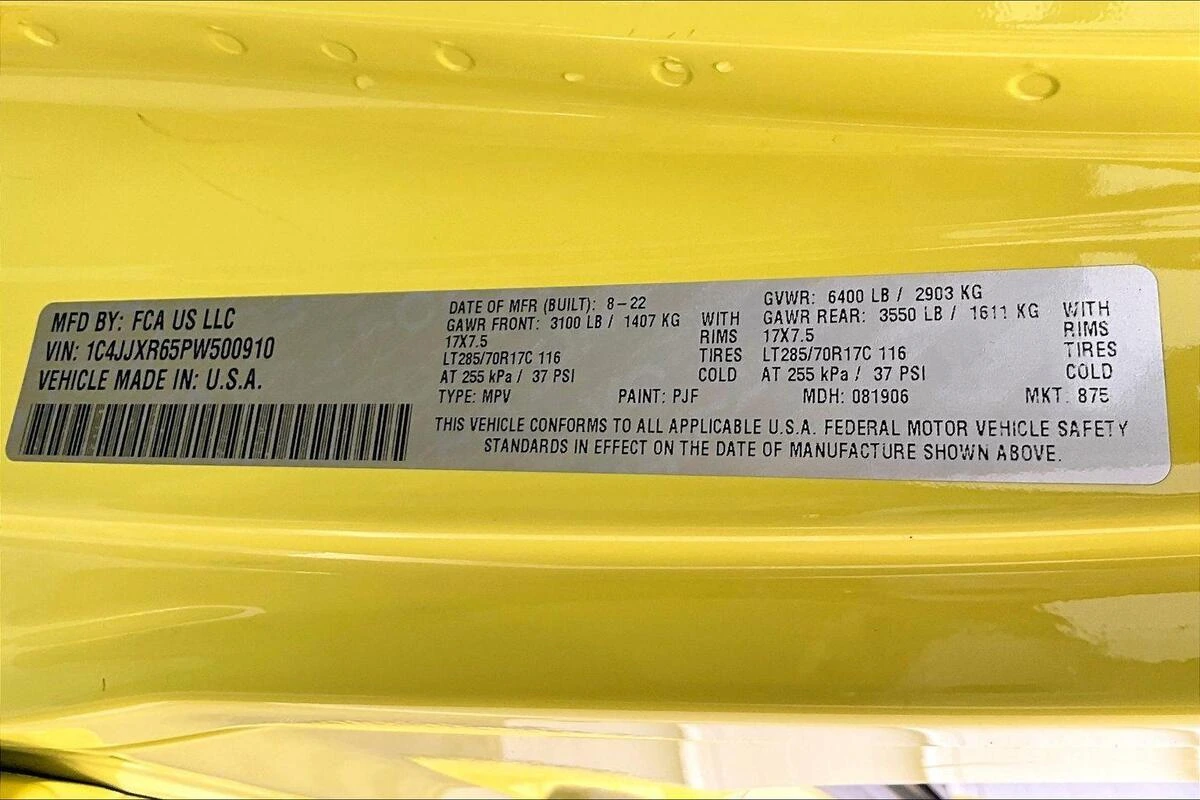 MFD BY: FCA US LLC
VIN: 1C4JJXR65PW500910
VEHICLE MADE IN: U.S.A.
DATE OF MFR (BUILT): 8-22
GAWR FRONT: 3100 LB / 1407 KG WITH
17X7.5 RIMS
LT285/70R17C 116 TIRES
AT 255 kPa / 37 PSI COLD
GVWR: 6400 LB / 2903 KG
GAWR REAR: 3550 LB / 1611 KG WITH
17X7.5 RIMS
LT285/70R17C 116 TIRES
AT 255 kPa / 37 PSI COLD
TYPE: MPV PAINT: PJF MDH: 081906 MKT: 875
THIS VEHICLE CONFORMS TO ALL APPLICABLE U.S.A. FEDERAL MOTOR VEHICLE SAFETY
STANDARDS IN EFFECT ON THE DATE OF MANUFACTURE SHOWN ABOVE.